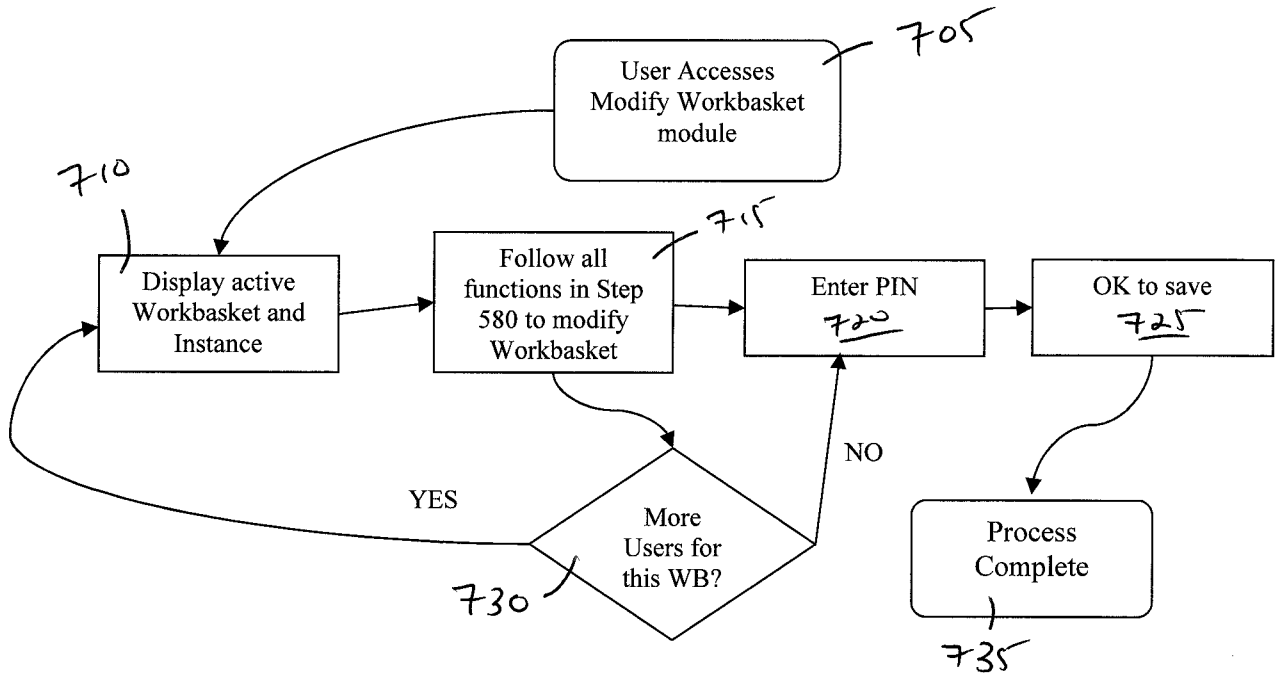 705
User Accesses
Modify Workbasket
module
710
715
Display active
Workbasket and
Instance
Follow all
functions in Step
580 to modify
Workbasket
Enter PIN
720
OK to save
725
NO
YES
More
Users for
this WB?
730
Process
Complete
735